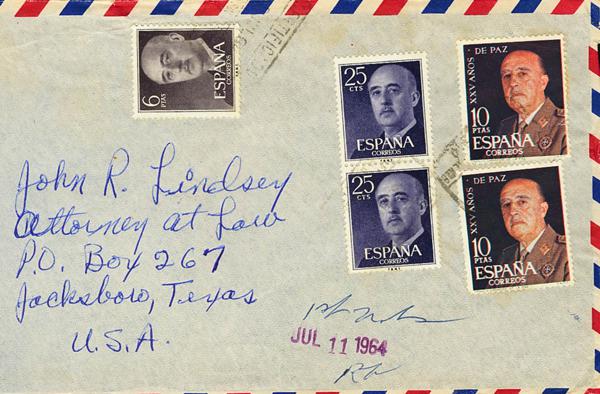 6
PTAS
ESPAÑA
CORREOS
25
CTS
ESPAÑA
CORREOS
XXV AÑOS
DE PAZ
10
PTAS
ESPAÑA
CORREOS
25
CTS
ESPAÑA
CORREOS
XXV AÑOS
DE PAZ
10
PTAS
ESPAÑA
CORREOS
John R. Lindsey
Attorney at Law
P.O. Box 267
Jacksboro, Texas
U.S.A.
JUL 11 1964